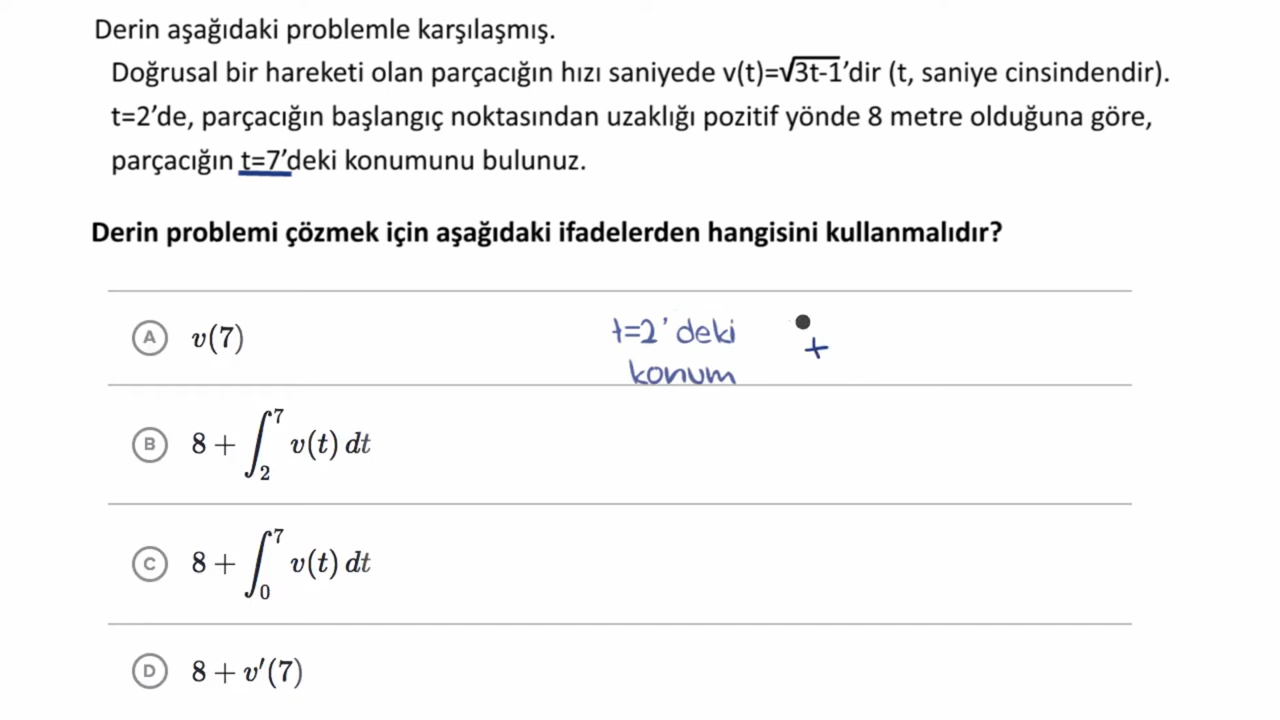 Derin aşağıdaki problemle karşılaşmış.
Doğrusal bir hareketi olan parçacığın hızı saniyede v(t)=√3t-1'dir (t, saniye cinsindendir).
t=2'de, parçacığın başlangıç noktasından uzaklığı pozitif yönde 8 metre olduğuna göre,
parçacığın t=7'deki konumunu bulunuz.
Derin problemi çözmek için aşağıdaki ifadelerden hangisini kullanmalıdır?
A v(7)
t=2'deki +
konum
B 8 + ∫₂⁷ v(t) dt
C 8 + ∫₀⁷ v(t) dt
D 8 + v′(7)